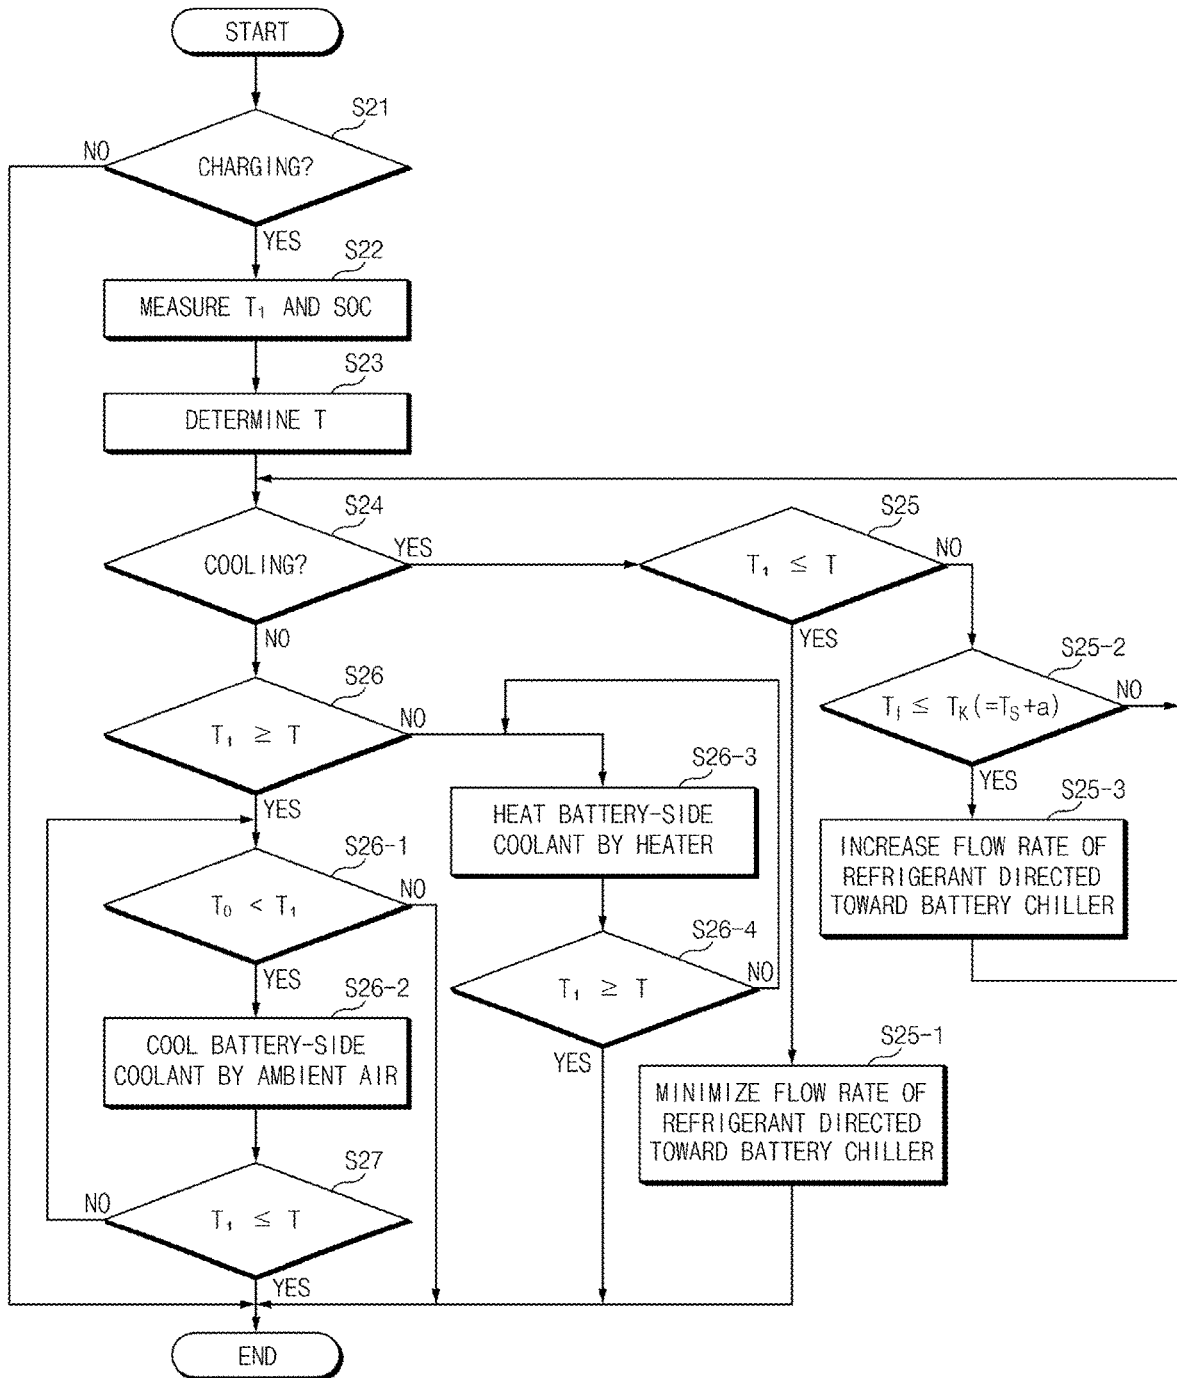 START
S21
NO
CHARGING?
YES
S22
MEASURE T₁ AND SOC
S23
DETERMINE T
S24
COOLING?
YES
NO
S25
T₁ ≤ T
NO
YES
S25-2
Tᵢ ≤ T_K(=T_S+a)
NO
YES
S25-3
INCREASE FLOW RATE OF
REFRIGERANT DIRECTED
TOWARD BATTERY CHILLER
S26
T₁ ≥ T
NO
YES
S26-3
HEAT BATTERY-SIDE
COOLANT BY HEATER
S26-1
T₀ < T₁
NO
YES
S26-4
T₁ ≥ T
NO
YES
S26-2
COOL BATTERY-SIDE
COOLANT BY AMBIENT AIR
S25-1
MINIMIZE FLOW RATE OF
REFRIGERANT DIRECTED
TOWARD BATTERY CHILLER
S27
NO
T₁ ≤ T
YES
END